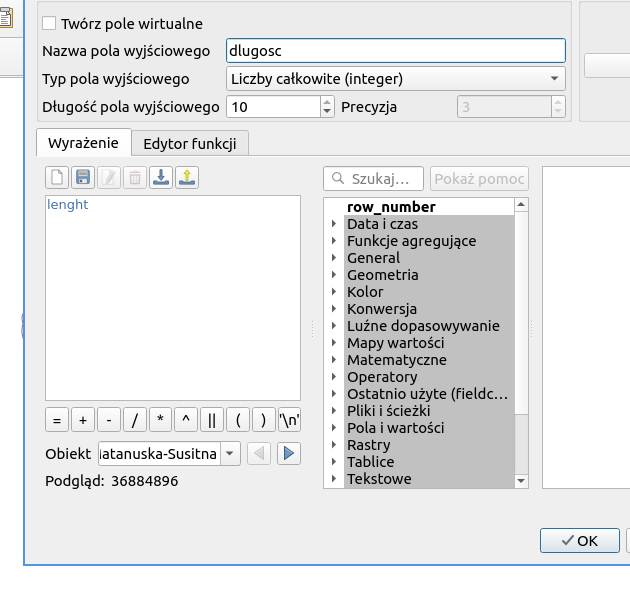 Twórz pole wirtualne
Nazwa pola wyjściowego dlugosc
Typ pola wyjściowego Liczby całkowite (integer)
Długość pola wyjściowego 10 Precyzja 3
Wyrażenie Edytor funkcji
Szukaj... Pokaż pomoc
lenght
row_number
Data i czas
Funkcje agregujące
General
Geometria
Kolor
Konwersja
Luźne dopasowywanie
Mapy wartości
Matematyczne
Operatory
Ostatnio użyte (fieldc...
Pliki i ścieżki
Pola i wartości
Rastry
Tablice
Tekstowe
= + - / * ^ || ( ) '\n'
Obiekt latanuska-Susitna
Podgląd: 36884896
OK